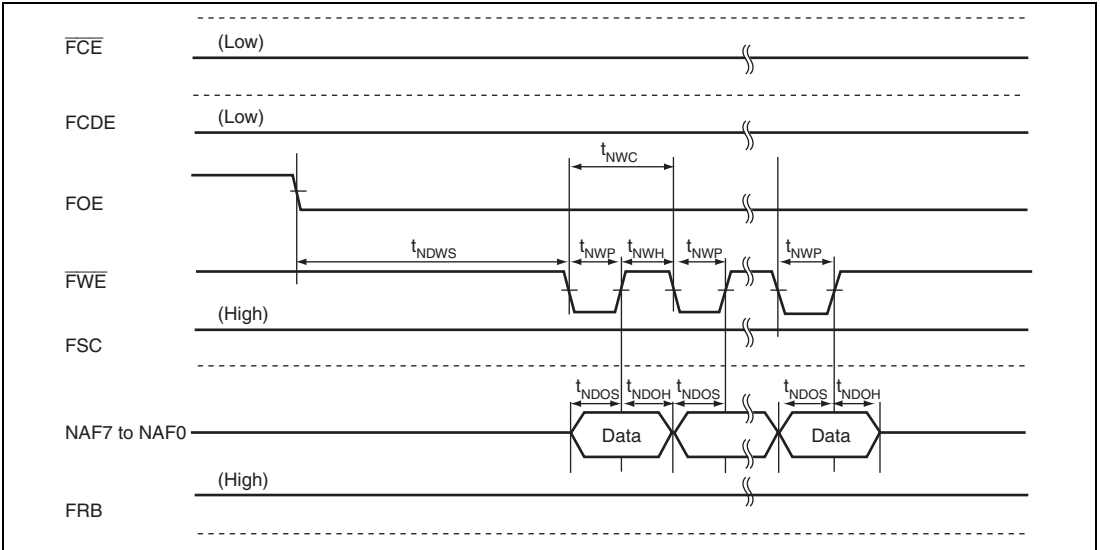 FCE (Low)
FCDE (Low)
tNWC
FOE
tNDWS tNWP tNWH tNWP tNWP
FWE
(High)
FSC
tNDOS tNDOH tNDOS tNDOS tNDOH
NAF7 to NAF0 Data Data
(High)
FRB